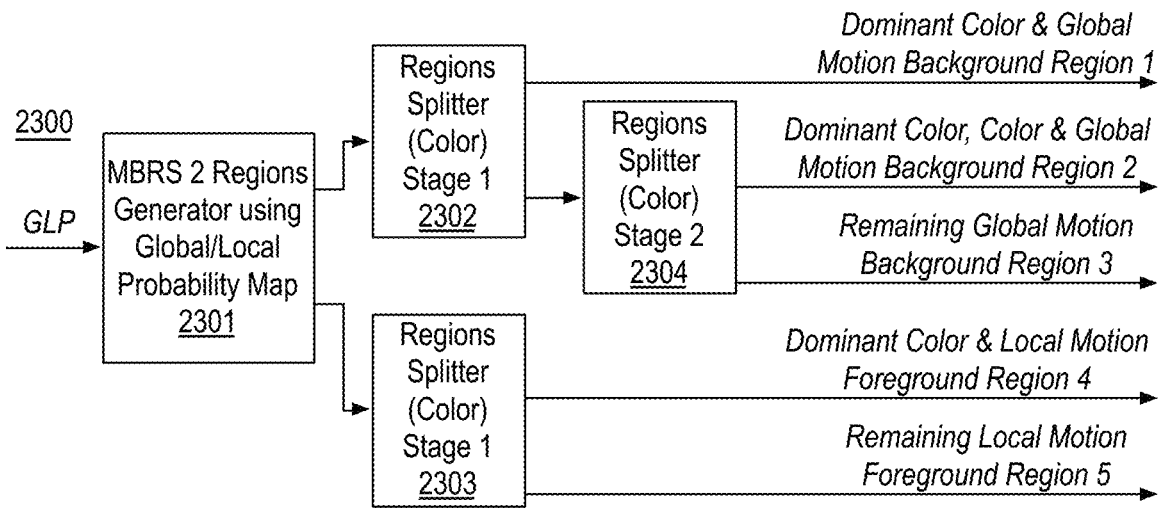 2300
GLP
MBRS 2 Regions
Generator using
Global/Local
Probability Map
2301
Regions
Splitter
(Color)
Stage 1
2302
Regions
Splitter
(Color)
Stage 2
2304
Regions
Splitter
(Color)
Stage 1
2303
Dominant Color & Global
Motion Background Region 1
Dominant Color, Color & Global
Motion Background Region 2
Remaining Global Motion
Background Region 3
Dominant Color & Local Motion
Foreground Region 4
Remaining Local Motion
Foreground Region 5